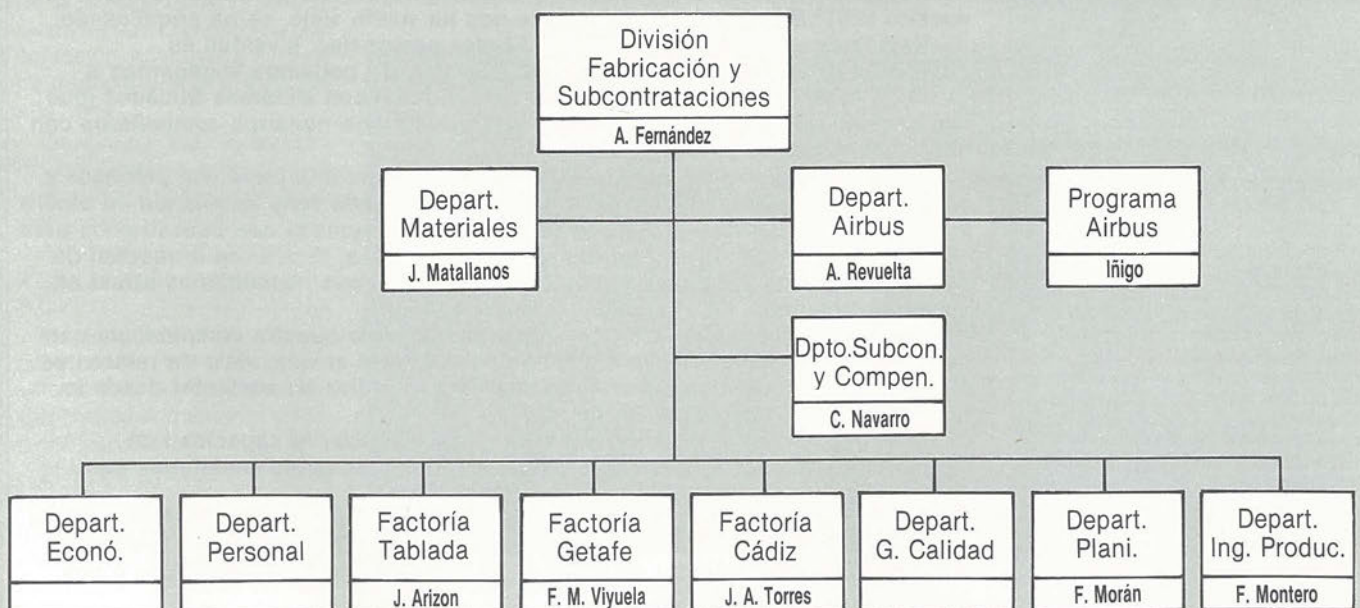 División
Fabricación y
Subcontrataciones
A. Fernández
Depart.
Materiales
J. Matallanos
Depart.
Airbus
A. Revuelta
Programa
Airbus
Iñigo
Dpto.Subcon.
y Compen.
C. Navarro
Depart.
Econó.
Depart.
Personal
Factoría
Tablada
J. Arizon
Factoría
Getafe
F. M. Viyuela
Factoría
Cádiz
J. A. Torres
Depart.
G. Calidad
Depart.
Plani.
F. Morán
Depart.
Ing. Produc.
F. Montero